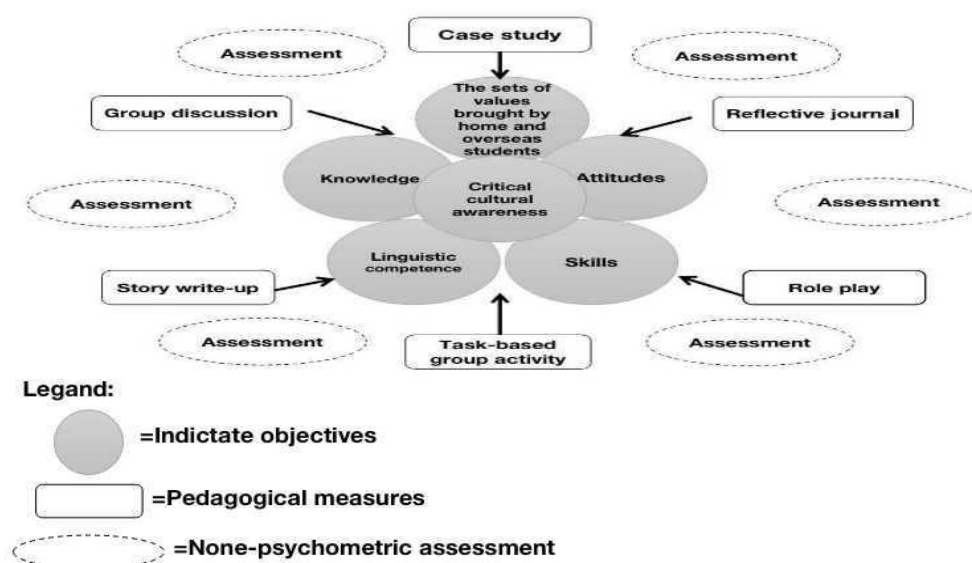 Case study
Assessment
Assessment
The sets of
values
brought by
home and
overseas
students
Group discussion
Reflective journal
Knowledge
Attitudes
Critical
cultural
awareness
Assessment
Assessment
Linguistic
competence
Skills
Story write-up
Role play
Assessment
Task-based
group activity
Assessment
Legand:
=Indictate objectives
=Pedagogical measures
=None-psychometric assessment